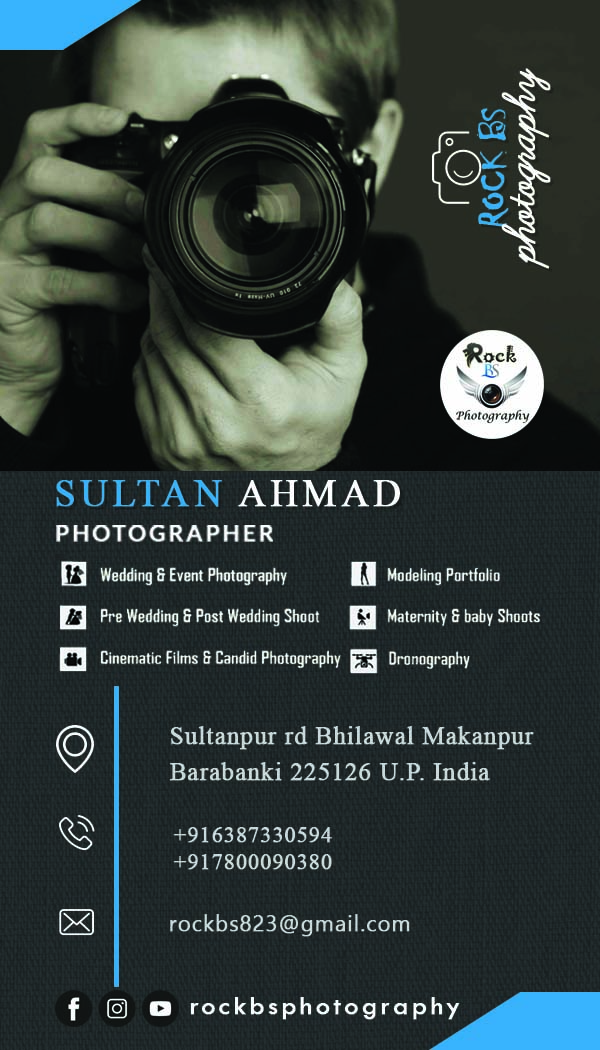 ROCK BS
photography
Rock
BS
Photography
SULTAN AHMAD
PHOTOGRAPHER
Wedding & Event Photography
Modeling Portfolio
Pre Wedding & Post Wedding Shoot
Maternity & baby Shoots
Cinematic Films & Candid Photography
Dronography
Sultanpur rd Bhilawal Makanpur
Barabanki 225126 U.P. India
+916387330594
+917800090380
rockbs823@gmail.com
rockbsphotography